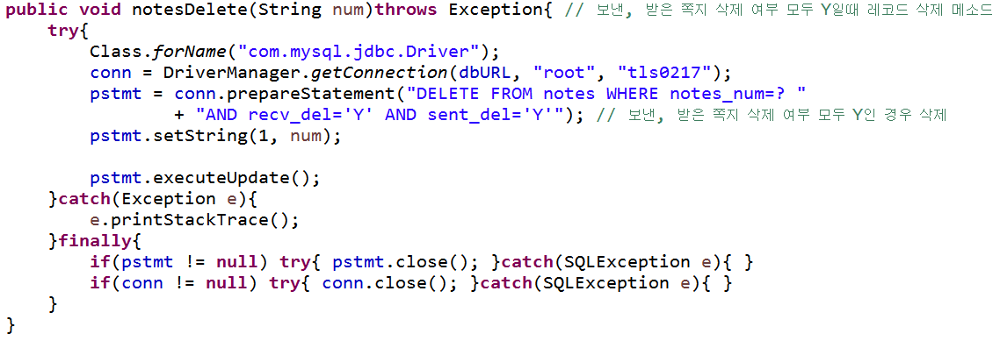 public void notesDelete(String num)throws Exception{ // 보낸, 받은 쪽지 삭제 여부 모두 Y일때 레코드 삭제 메소드
    try{
        Class.forName("com.mysql.jdbc.Driver");
        conn = DriverManager.getConnection(dbURL, "root", "tls0217");
        pstmt = conn.prepareStatement("DELETE FROM notes WHERE notes_num=? "
                + "AND recv_del='Y' AND sent_del='Y'"); // 보낸, 받은 쪽지 삭제 여부 모두 Y인 경우 삭제
        pstmt.setString(1, num);

        pstmt.executeUpdate();
    }catch(Exception e){
        e.printStackTrace();
    }finally{
        if(pstmt != null) try{ pstmt.close(); }catch(SQLException e){ }
        if(conn != null) try{ conn.close(); }catch(SQLException e){ }
    }
}